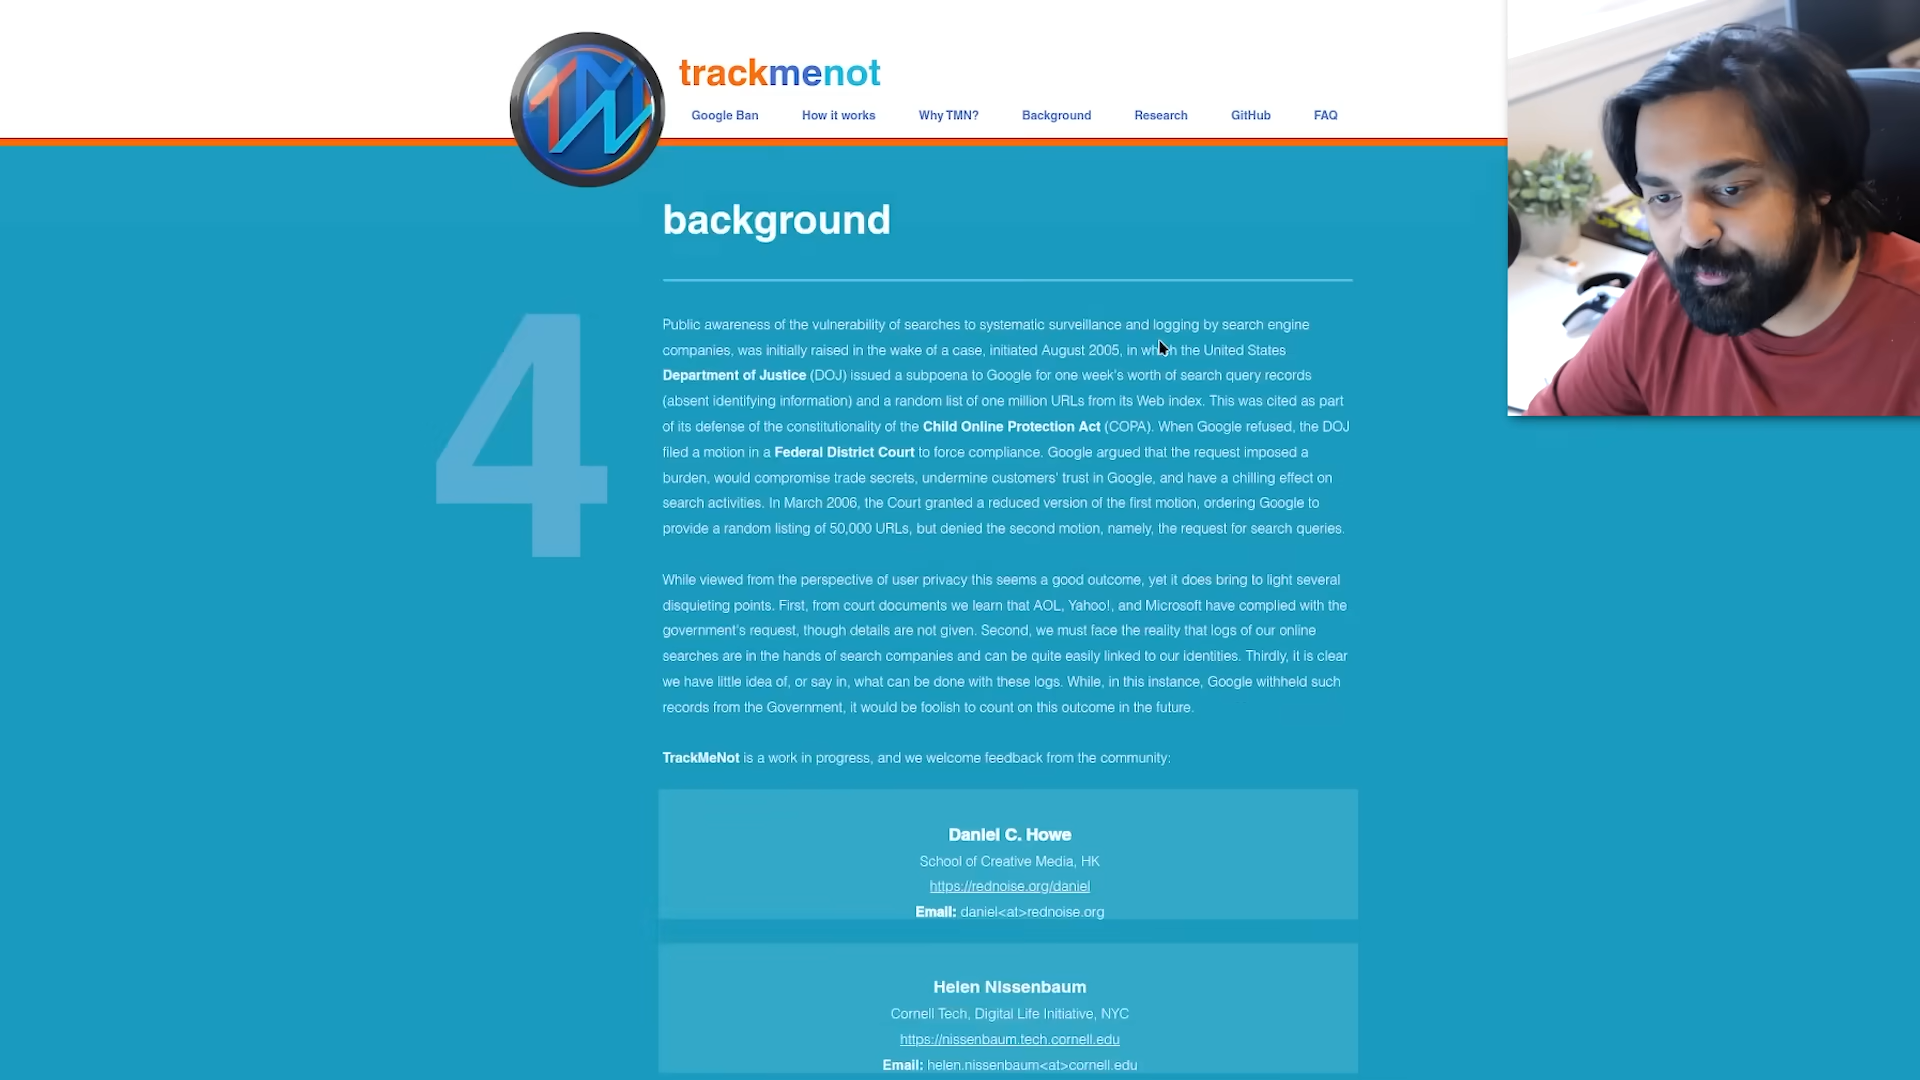 trackmenot
Google Ban How it works Why TMN? Background Research GitHub FAQ
background
4
Public awareness of the vulnerability of searches to systematic surveillance and logging by search engine
companies, was initially raised in the wake of a case, initiated August 2005, in which the United States
Department of Justice (DOJ) issued a subpoena to Google for one week's worth of search query records
(absent identifying information) and a random list of one million URLs from its Web index. This was cited as part
of its defense of the constitutionality of the Child Online Protection Act (COPA). When Google refused, the DOJ
filed a motion in a Federal District Court to force compliance. Google argued that the request imposed a
burden, would compromise trade secrets, undermine customers' trust in Google, and have a chilling effect on
search activities. In March 2006, the Court granted a reduced version of the first motion, ordering Google to
provide a random listing of 50,000 URLs, but denied the second motion, namely, the request for search queries.
While viewed from the perspective of user privacy this seems a good outcome, yet it does bring to light several
disquieting points. First, from court documents we learn that AOL, Yahoo!, and Microsoft have complied with the
government's request, though details are not given. Second, we must face the reality that logs of our online
searches are in the hands of search companies and can be quite easily linked to our identities. Thirdly, it is clear
we have little idea of, or say in, what can be done with these logs. While, in this instance, Google withheld such
records from the Government, it would be foolish to count on this outcome in the future.
TrackMeNot is a work in progress, and we welcome feedback from the community:
Daniel C. Howe
School of Creative Media, HK
https://rednoise.org/daniel
Email: daniel<at>rednoise.org
Helen Nissenbaum
Cornell Tech, Digital Life Initiative, NYC
https://nissenbaum.tech.cornell.edu
Email: helen.nissenbaum<at>cornell.edu